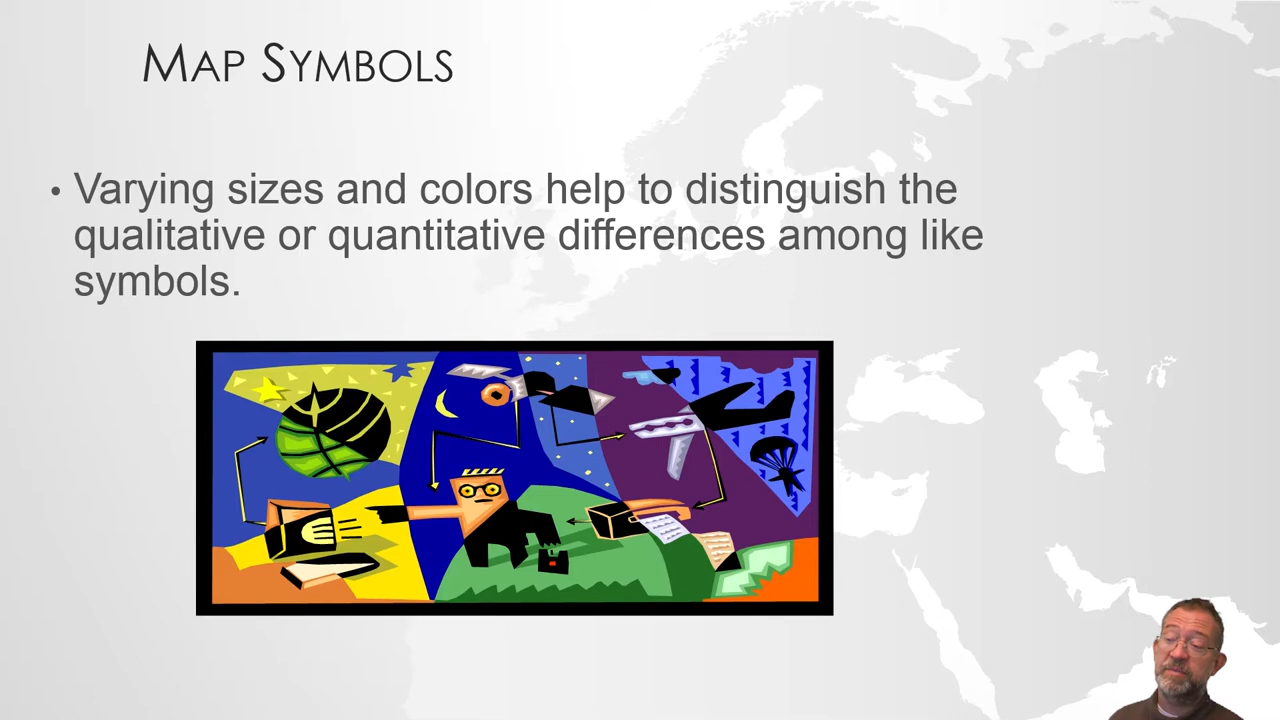 MAP SYMBOLS
• Varying sizes and colors help to distinguish the
qualitative or quantitative differences among like
symbols.